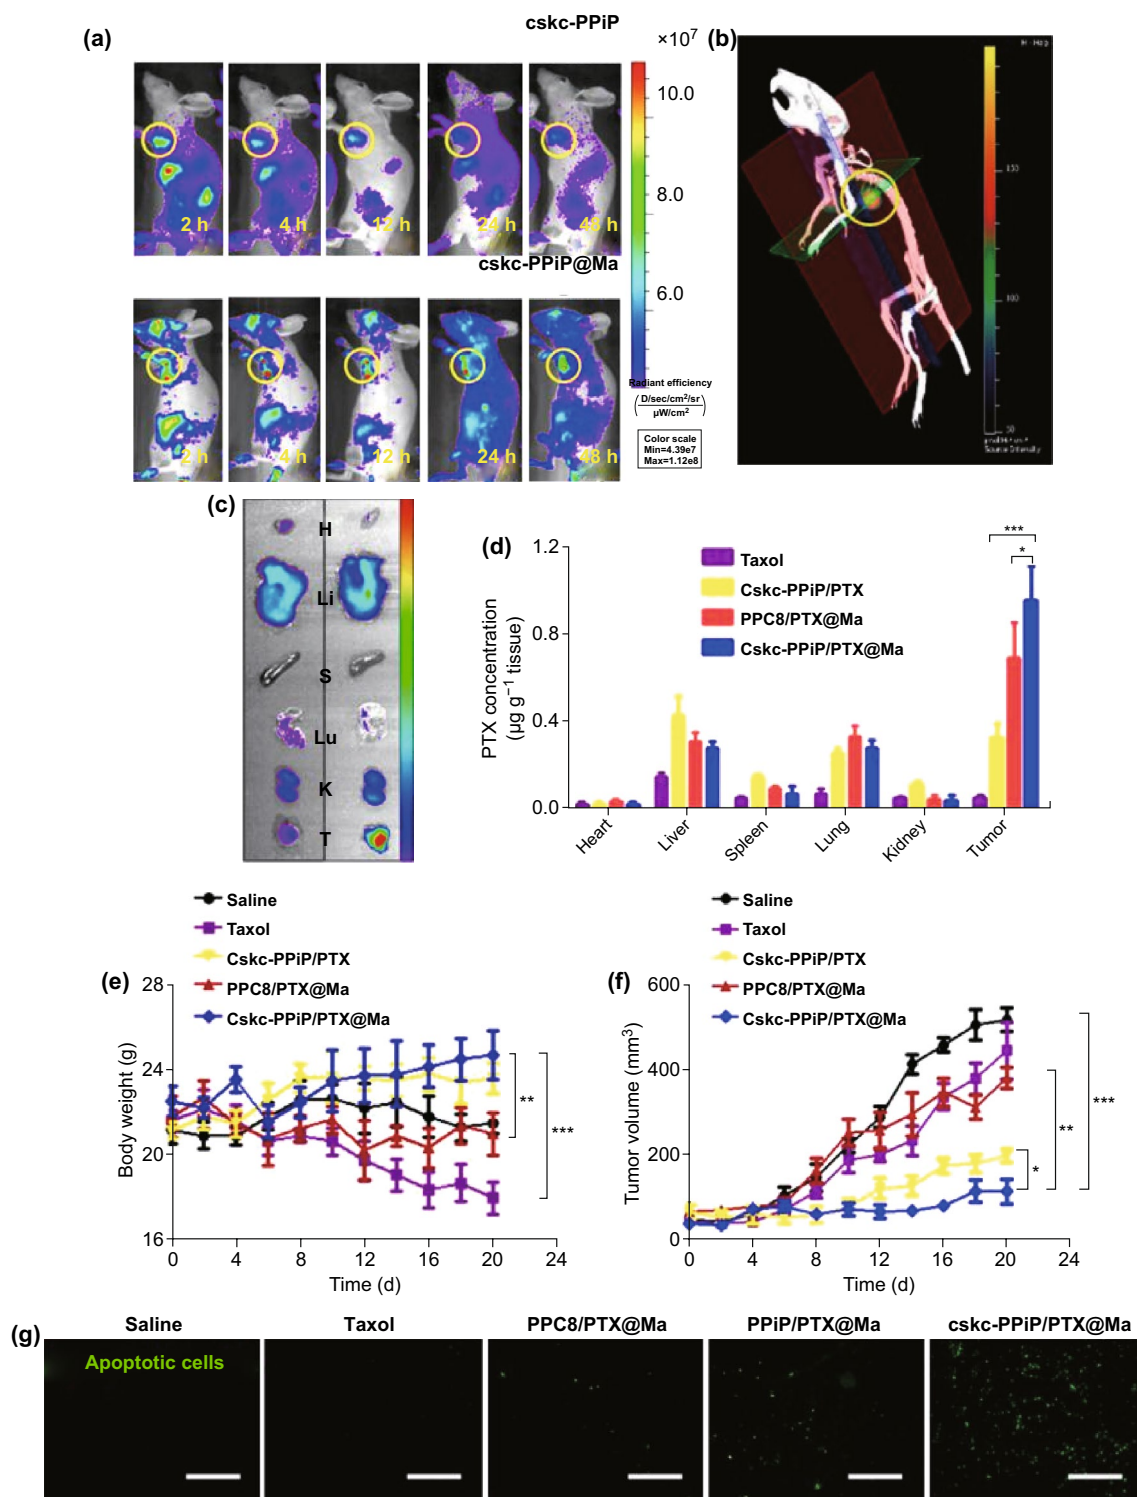 cskc-PPiP
(a)
×10⁷
10.0
8.0
6.0
2 h
4 h
12 h
24 h
48 h
cskc-PPiP@Ma
2 h
4 h
12 h
24 h
48 h
Radiant efficiency
(D/sec/cm²/sr
μW/cm²)
Color scale
Min=4.39e7
Max=1.12e8
(b)
150
100
50
Source Intensity
(c)
H
Li
S
Lu
K
T
(d)
PTX concentration
(μg g⁻¹ tissue)
1.2
0.8
0.4
0.0
Taxol
Cskc-PPiP/PTX
PPC8/PTX@Ma
Cskc-PPiP/PTX@Ma
***
*
Heart
Liver
Spleen
Lung
Kidney
Tumor
Saline
Taxol
Cskc-PPiP/PTX
PPC8/PTX@Ma
Cskc-PPiP/PTX@Ma
(e)
Body weight (g)
28
24
20
16
**
***
0 4 8 12 16 20 24
Time (d)
Saline
Taxol
Cskc-PPiP/PTX
PPC8/PTX@Ma
Cskc-PPiP/PTX@Ma
(f)
Tumor volume (mm³)
600
400
200
0
*
**
***
0 4 8 12 16 20 24
Time (d)
(g)
Saline
Taxol
PPC8/PTX@Ma
PPiP/PTX@Ma
cskc-PPiP/PTX@Ma
Apoptotic cells